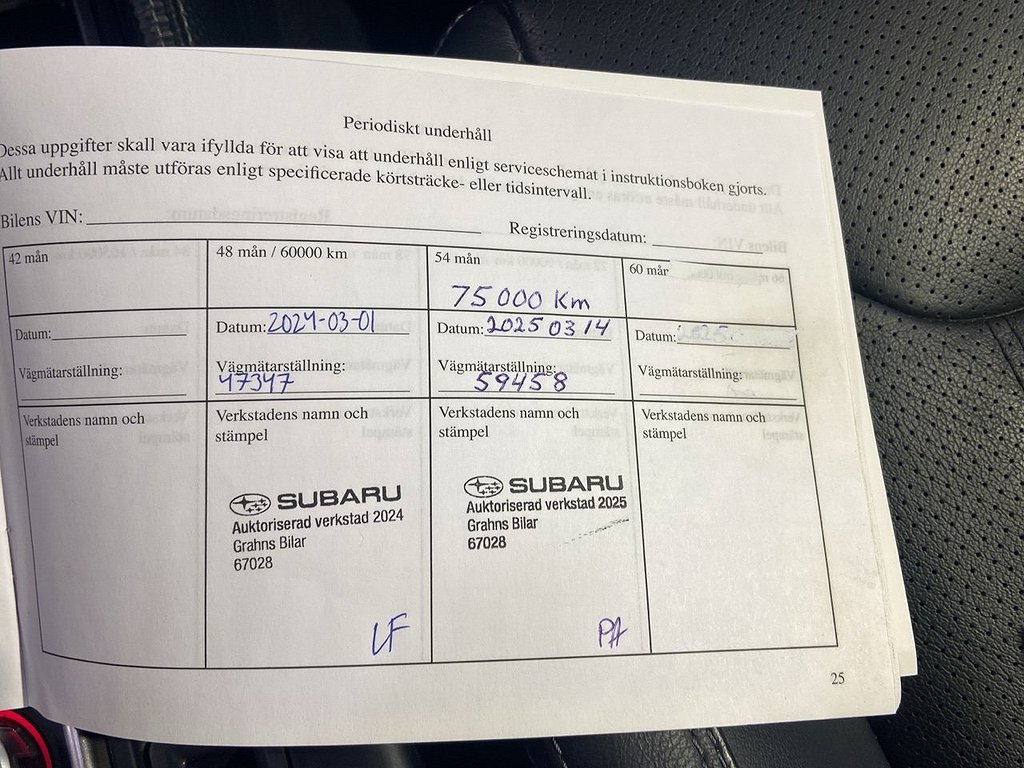 Periodiskt underhåll
Dessa uppgifter skall vara ifyllda för att visa att underhåll enligt serviceschemat i instruktionsboken gjorts.
Allt underhåll måste utföras enligt specificerade körtsträcke- eller tidsintervall.
Bilens VIN:
Registreringsdatum:
42 mån
Datum:
Vägmätarställning:
Verkstadens namn och
stämpel
48 mån / 60000 km
Datum: 2024-03-01
Vägmätarställning:
47347
Verkstadens namn och
stämpel
SUBARU
Auktoriserad verkstad 2024
Grahns Bilar
67028
LF
54 mån
75000 Km
Datum: 2025 03 14
Vägmätarställning:
59458
Verkstadens namn och
stämpel
SUBARU
Auktoriserad verkstad 2025
Grahns Bilar
67028
PA
60 mån
Datum:
Vägmätarställning:
Verkstadens namn och
stämpel
25